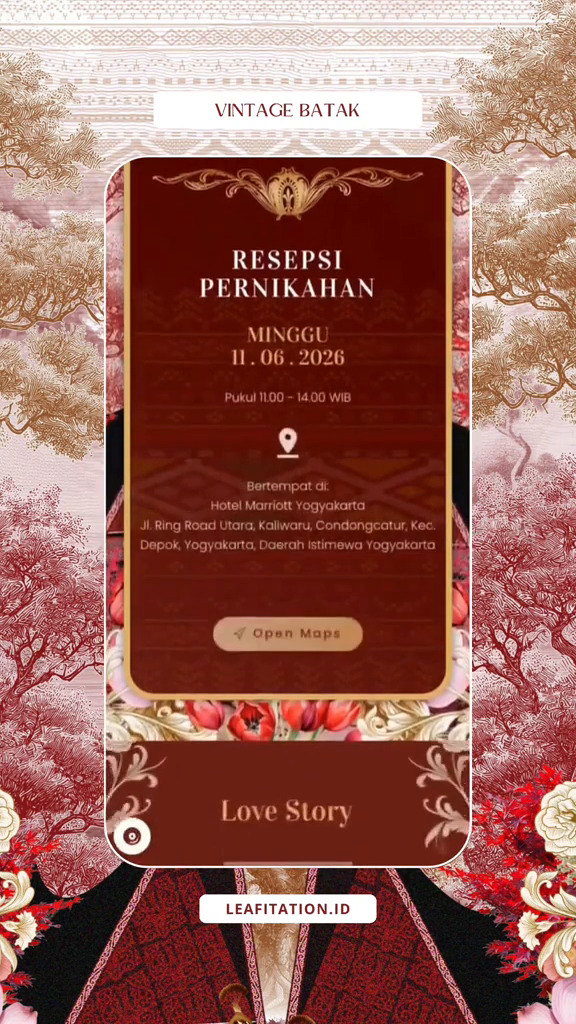 VINTAGE BATAK
RESEPSI
PERNIKAHAN
MINGGU
11 . 06 . 2026
Pukul 11.00 - 14.00 WIB
Bertempat di:
Hotel Marriott Yogyakarta
Jl. Ring Road Utara, Kaliwaru, Condongcatur, Kec.
Depok, Yogyakarta, Daerah Istimewa Yogyakarta
Open Maps
Love Story
LEAFITATION.ID